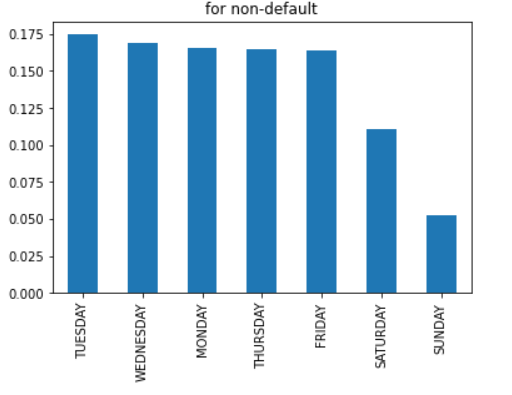 for non-default
0.175
0.150
0.125
0.100
0.075
0.050
0.025
0.000
TUESDAY
WEDNESDAY
MONDAY
THURSDAY
FRIDAY
SATURDAY
SUNDAY